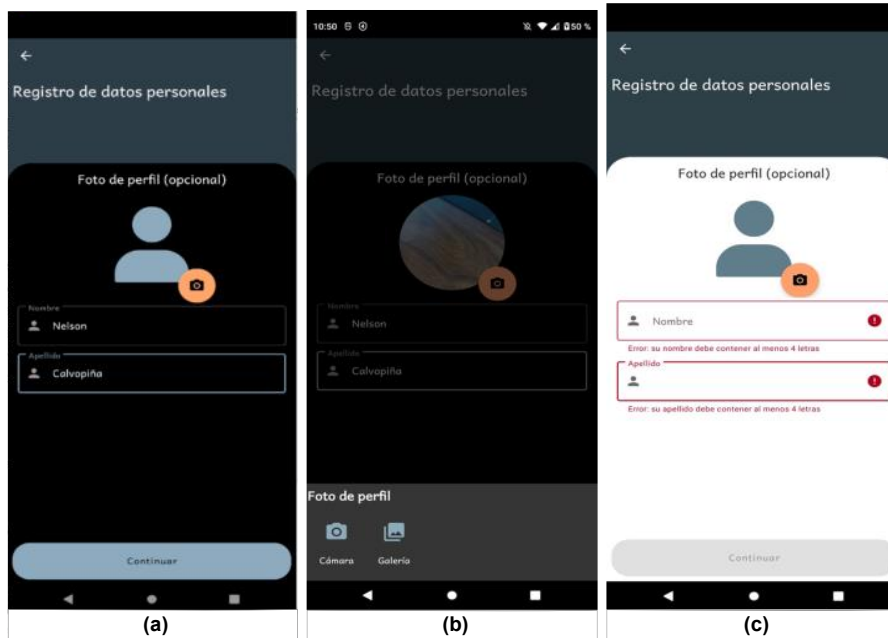 Registro de datos personales
Foto de perfil (opcional)
Nombre
Nelson
Apellido
Calvopiña
Continuar
(a)
10:50
50 %
Registro de datos personales
Foto de perfil (opcional)
Nombre
Nelson
Apellido
Calvopiña
Foto de perfil
Cámara Galería
(b)
Registro de datos personales
Foto de perfil (opcional)
Nombre
Error: su nombre debe contener al menos 4 letras
Apellido
Error: su apellido debe contener al menos 4 letras
Continuar
(c)